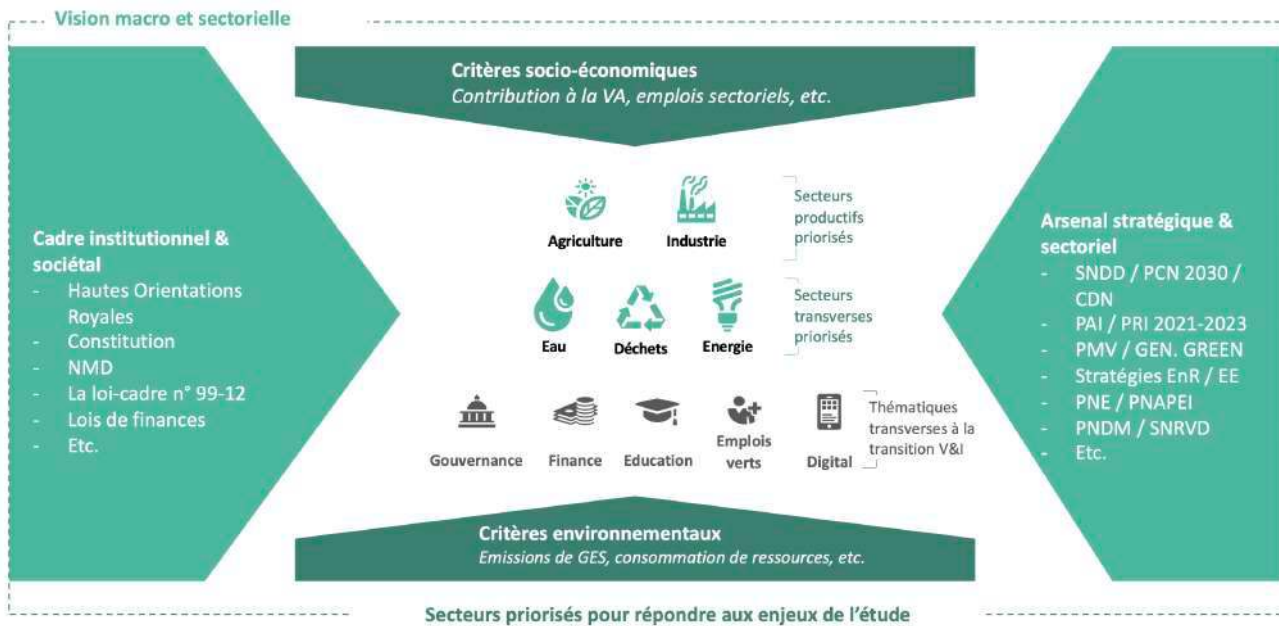 Vision macro et sectorielle
Critères socio-économiques
Contribution à la VA, emplois sectoriels, etc.
Cadre institutionnel &
sociétal
- Hautes Orientations
Royales
- Constitution
- NMD
- La loi-cadre n° 99-12
- Lois de finances
- Etc.
Agriculture
Industrie
Secteurs
productifs
priorisés
Eau
Déchets
Energie
Secteurs
transverses
priorisés
Gouvernance
Finance
Education
Emplois
verts
Digital
Thématiques
transverses à la
transition V&I
Arsenal stratégique &
sectoriel
- SNDD / PCN 2030 /
CDN
- PAI / PRI 2021-2023
- PMV / GEN. GREEN
- Stratégies EnR / EE
- PNE / PNAPEI
- PNDM / SNRVD
- Etc.
Critères environnementaux
Emissions de GES, consommation de ressources, etc.
Secteurs priorisés pour répondre aux enjeux de l'étude